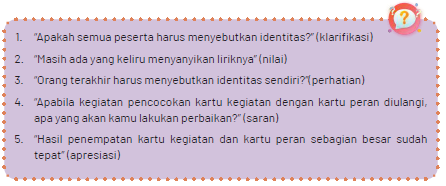 1. "Apakah semua peserta harus menyebutkan identitas?" (klarifikasi)
2. "Masih ada yang keliru menyanyikan liriknya" (nilai)
3. "Orang terakhir harus menyebutkan identitas sendiri?"(perhatian)
4. "Apabila kegiatan pencocokan kartu kegiatan dengan kartu peran diulangi,
apa yang akan kamu lakukan perbaikan?" (saran)
5. "Hasil penempatan kartu kegiatan dan kartu peran sebagian besar sudah
tepat" (apresiasi)